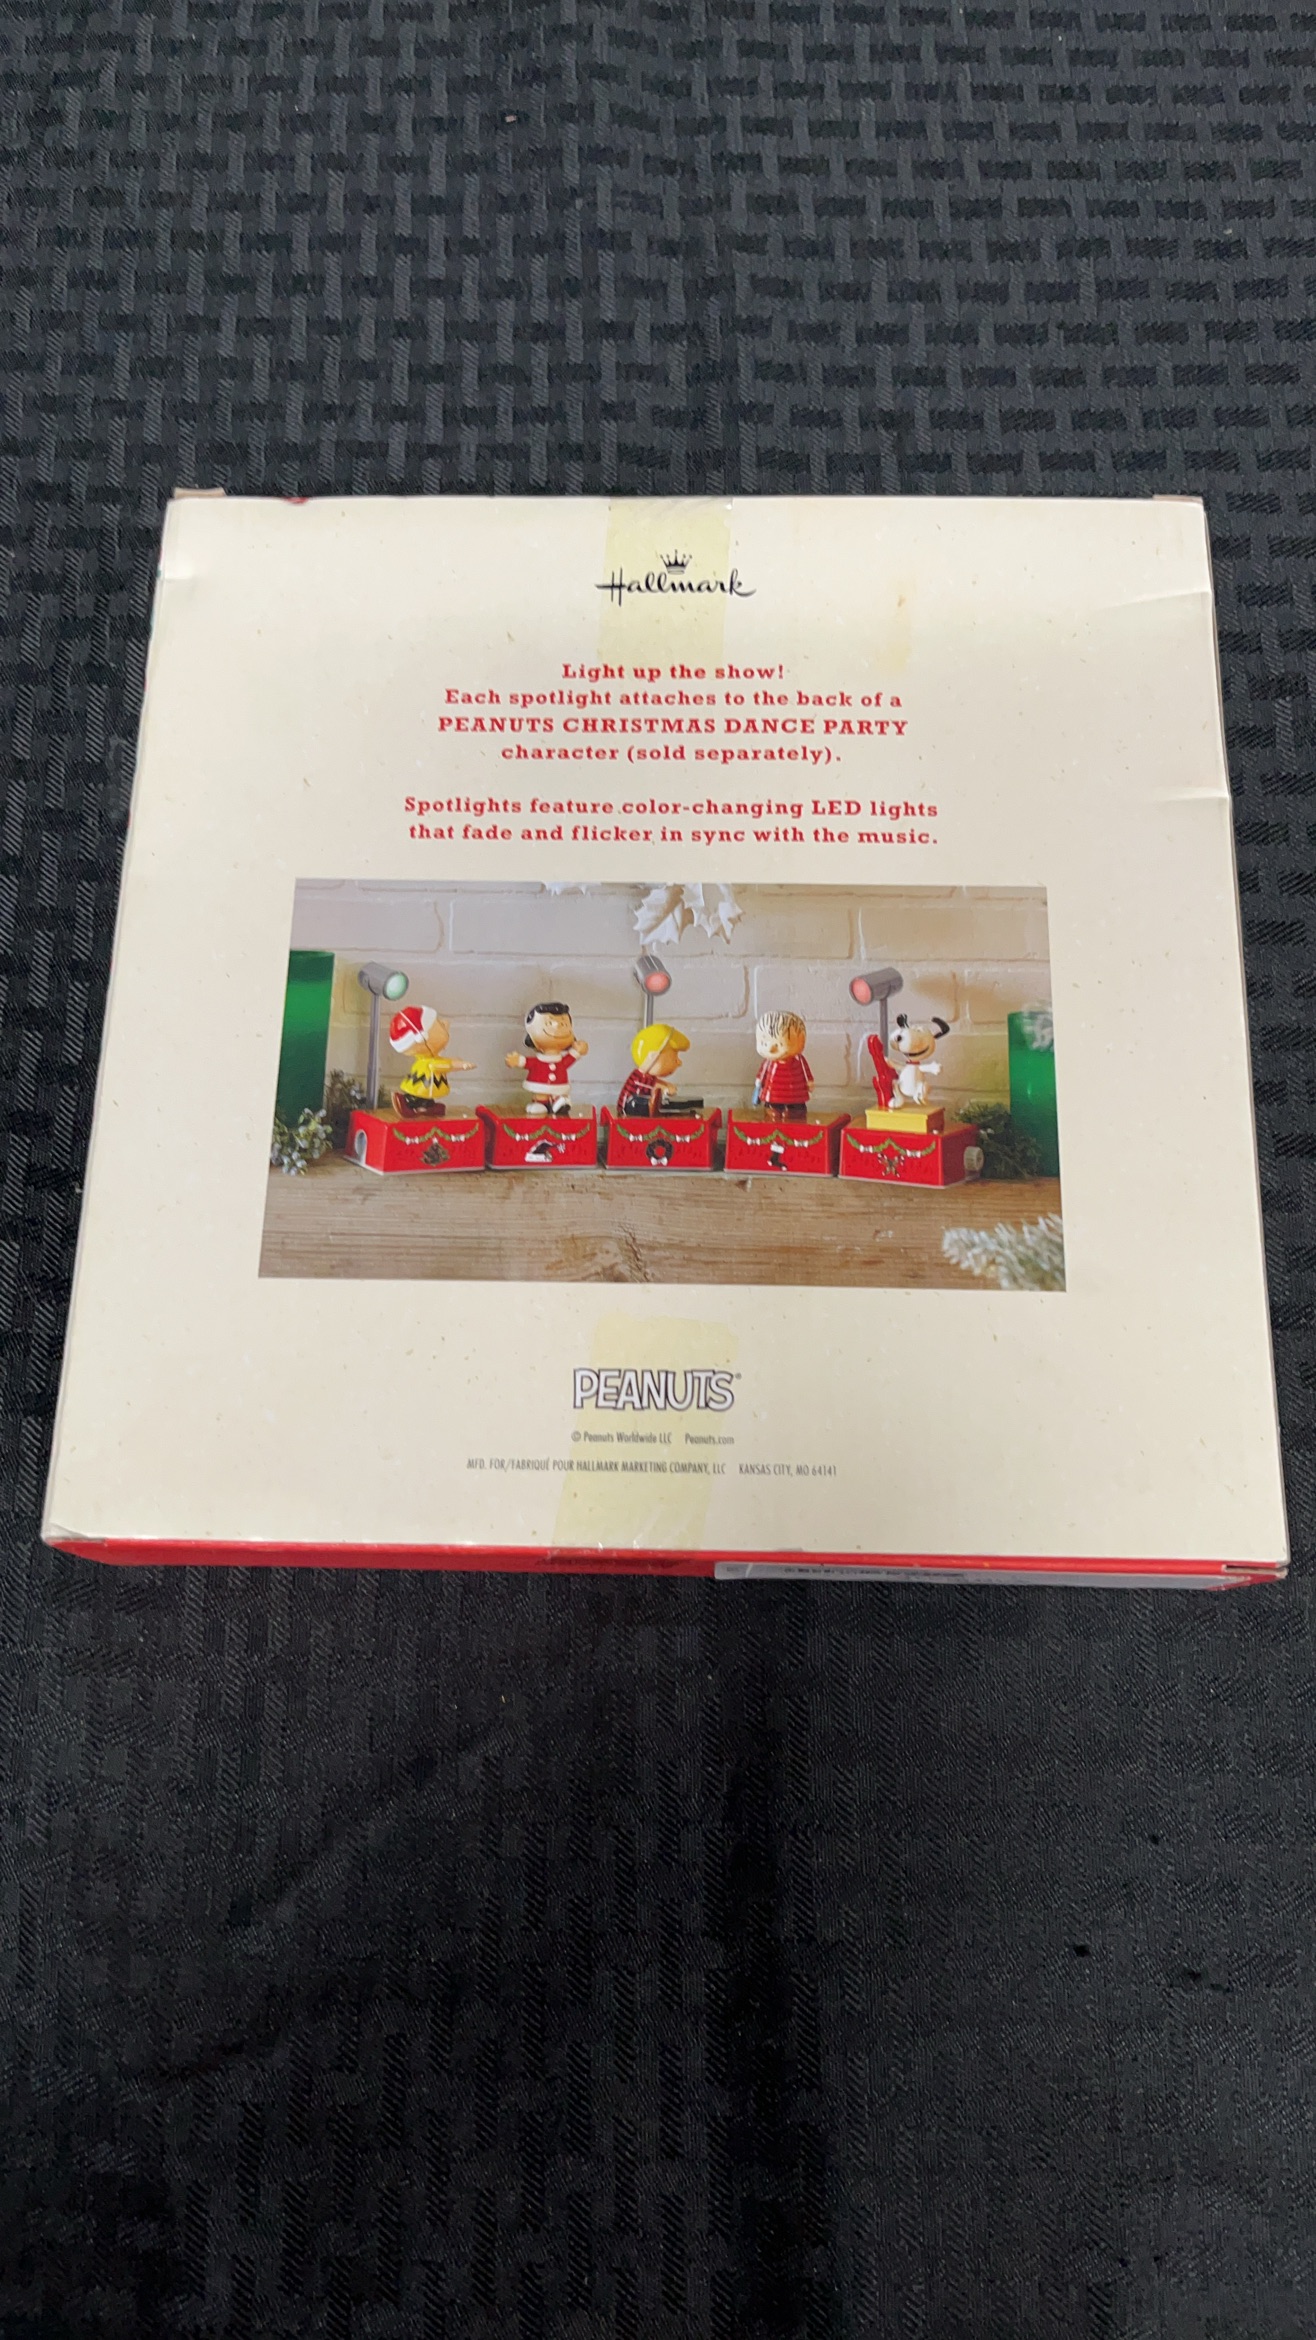 Hallmark
Light up the show!
Each spotlight attaches to the back of a
PEANUTS CHRISTMAS DANCE PARTY
character (sold separately).
Spotlights feature color-changing LED lights
that fade and flicker in sync with the music.
PEANUTS®
© Peanuts Worldwide LLC Peanuts.com
MFD. FOR/FABRIQUÉ POUR HALLMARK MARKETING COMPANY, LLC KANSAS CITY, MO 64141